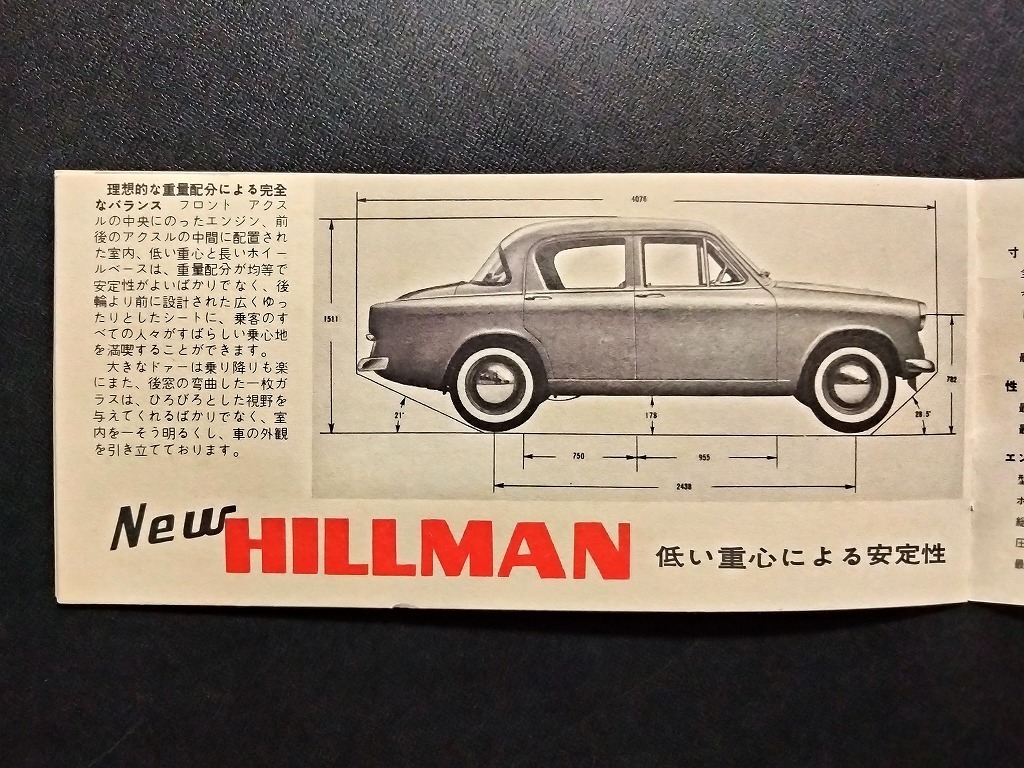 理想的な重量配分による完全
なバランス フロント アクス
ルの中央にのったエンジン、前
後のアクスルの中間に配置され
た室内、低い重心と長いホイー
ルベースは、重量配分が均等で
安定性がよいばかりでなく、後
輪より前に設計された広くゆっ
たりとしたシートに、乗客のす
べての人々がすばらしい乗心地
を満喫することができます。
大きなドァーは乗り降りも楽
にまた、後窓の弯曲した一枚ガ
ラスは、ひろびろとした視野を
与えてくれるばかりでなく、室
内を一そう明るくし、車の外観
を引き立てております。
4076
1511
782
21°
178
28.5°
750
955
2438
New HILLMAN
低い重心による安定性
寸
性
エン